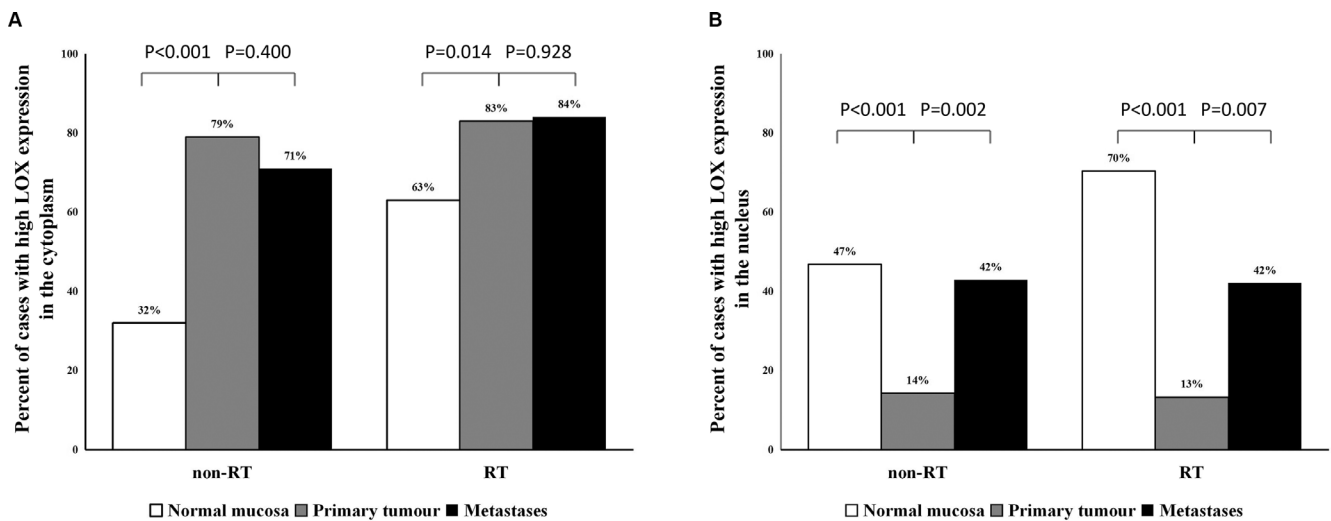 A
Percent of cases with high LOX expression
in the cytoplasm
100
80
60
40
20
0
P<0.001 P=0.400
P=0.014 P=0.928
32%
79%
71%
63%
83%
84%
non-RT
RT
Normal mucosa Primary tumour Metastases
B
Percent of cases with high LOX expression
in the nucleus
100
80
60
40
20
0
P<0.001 P=0.002
P<0.001 P=0.007
47%
14%
42%
70%
13%
42%
non-RT
RT
Normal mucosa Primary tumour Metastases